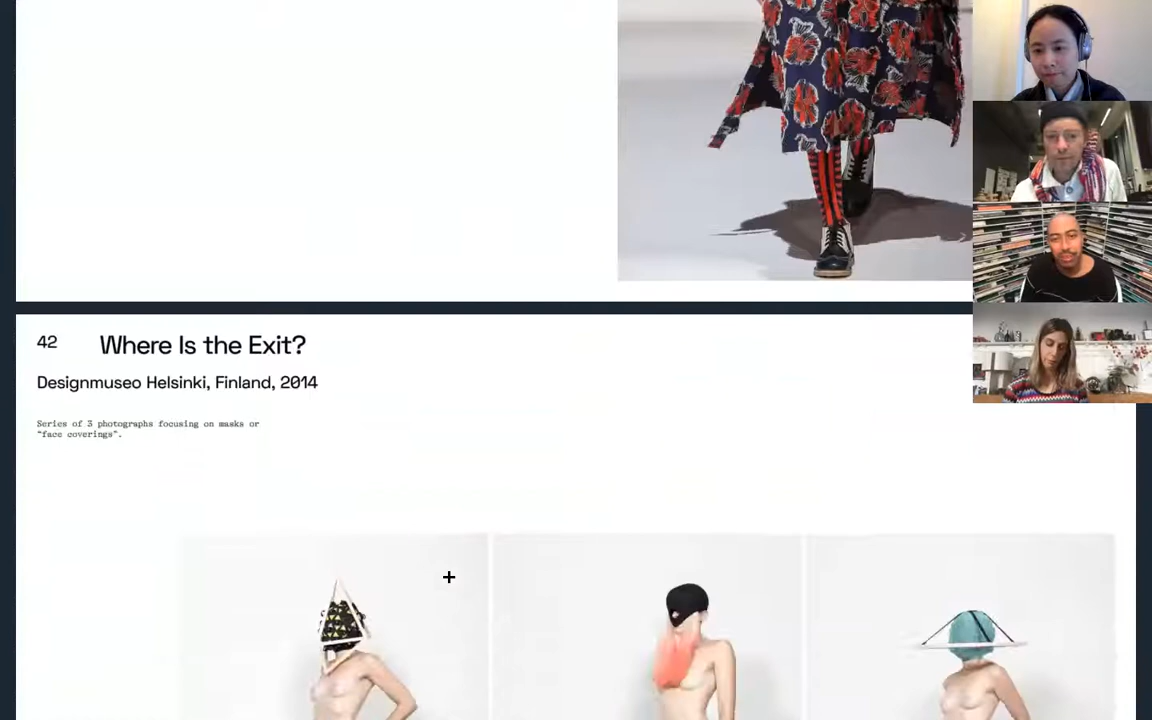 42 Where Is the Exit?
Designmuseo Helsinki, Finland, 2014
Series of 3 photographs focusing on masks or
"face coverings".